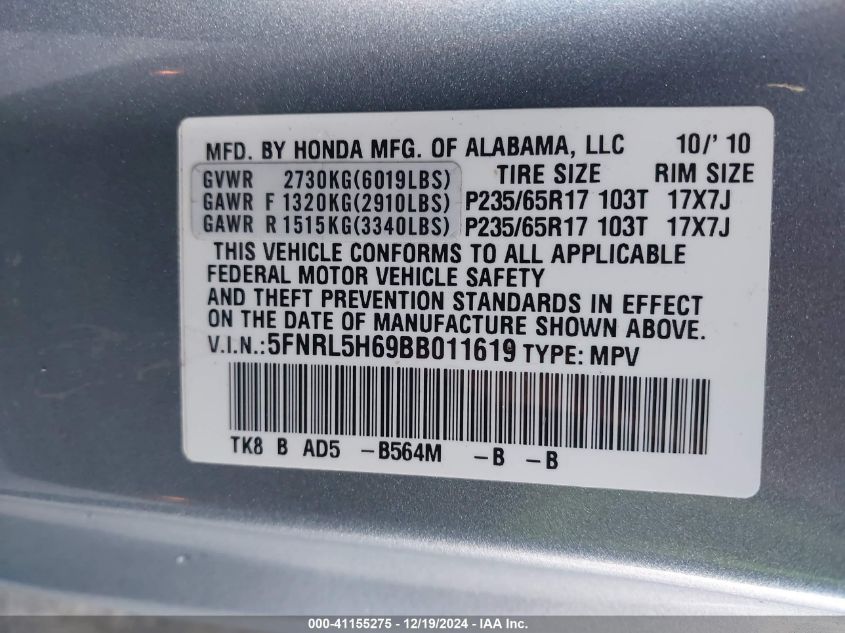 MFD. BY HONDA MFG. OF ALABAMA, LLC 10/'10
TIRE SIZE RIM SIZE
GVWR 2730KG(6019LBS)
GAWR F 1320KG(2910LBS) P235/65R17 103T 17X7J
GAWR R 1515KG(3340LBS) P235/65R17 103T 17X7J
THIS VEHICLE CONFORMS TO ALL APPLICABLE
FEDERAL MOTOR VEHICLE SAFETY
AND THEFT PREVENTION STANDARDS IN EFFECT
ON THE DATE OF MANUFACTURE SHOWN ABOVE.
V.I.N.:5FNRL5H69BB011619 TYPE: MPV
TK8 B AD5 -B564M -B -B
000-41155275 - 12/19/2024 - IAA Inc.